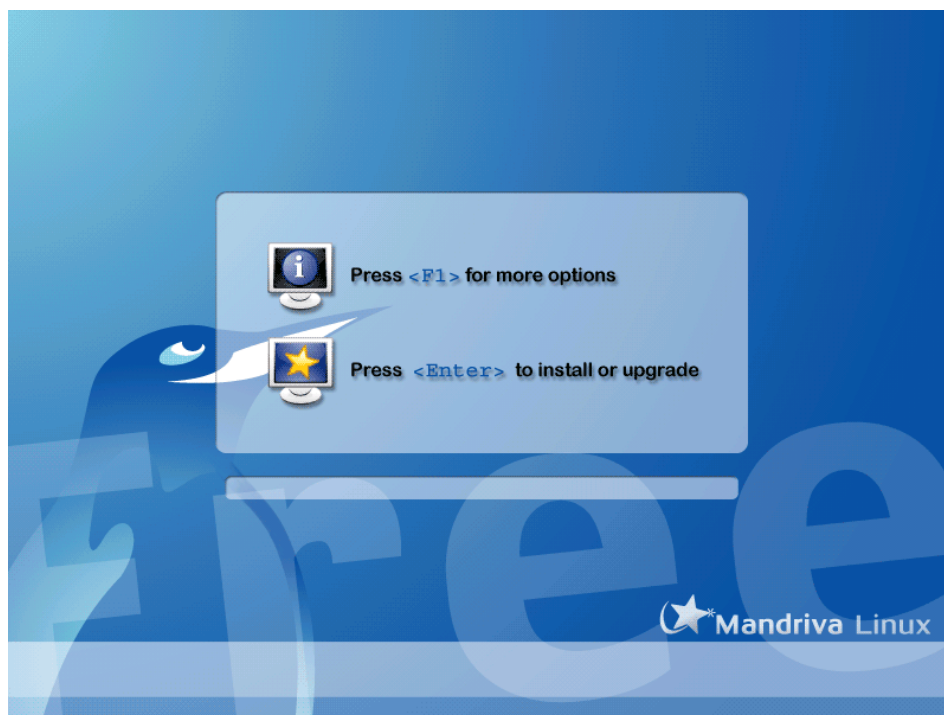 Press <F1> for more options
Press <Enter> to install or upgrade
Free
Mandriva Linux